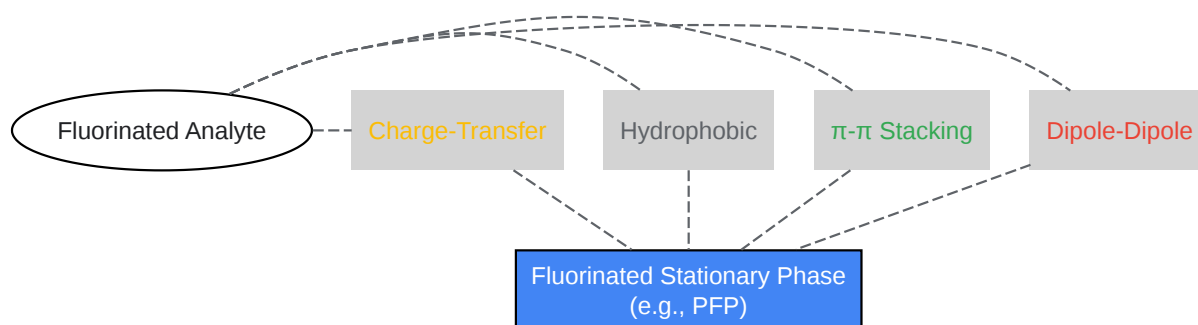 Fluorinated Analyte
Charge-Transfer
Hydrophobic
π-π Stacking
Dipole-Dipole
Fluorinated Stationary Phase
(e.g., PFP)